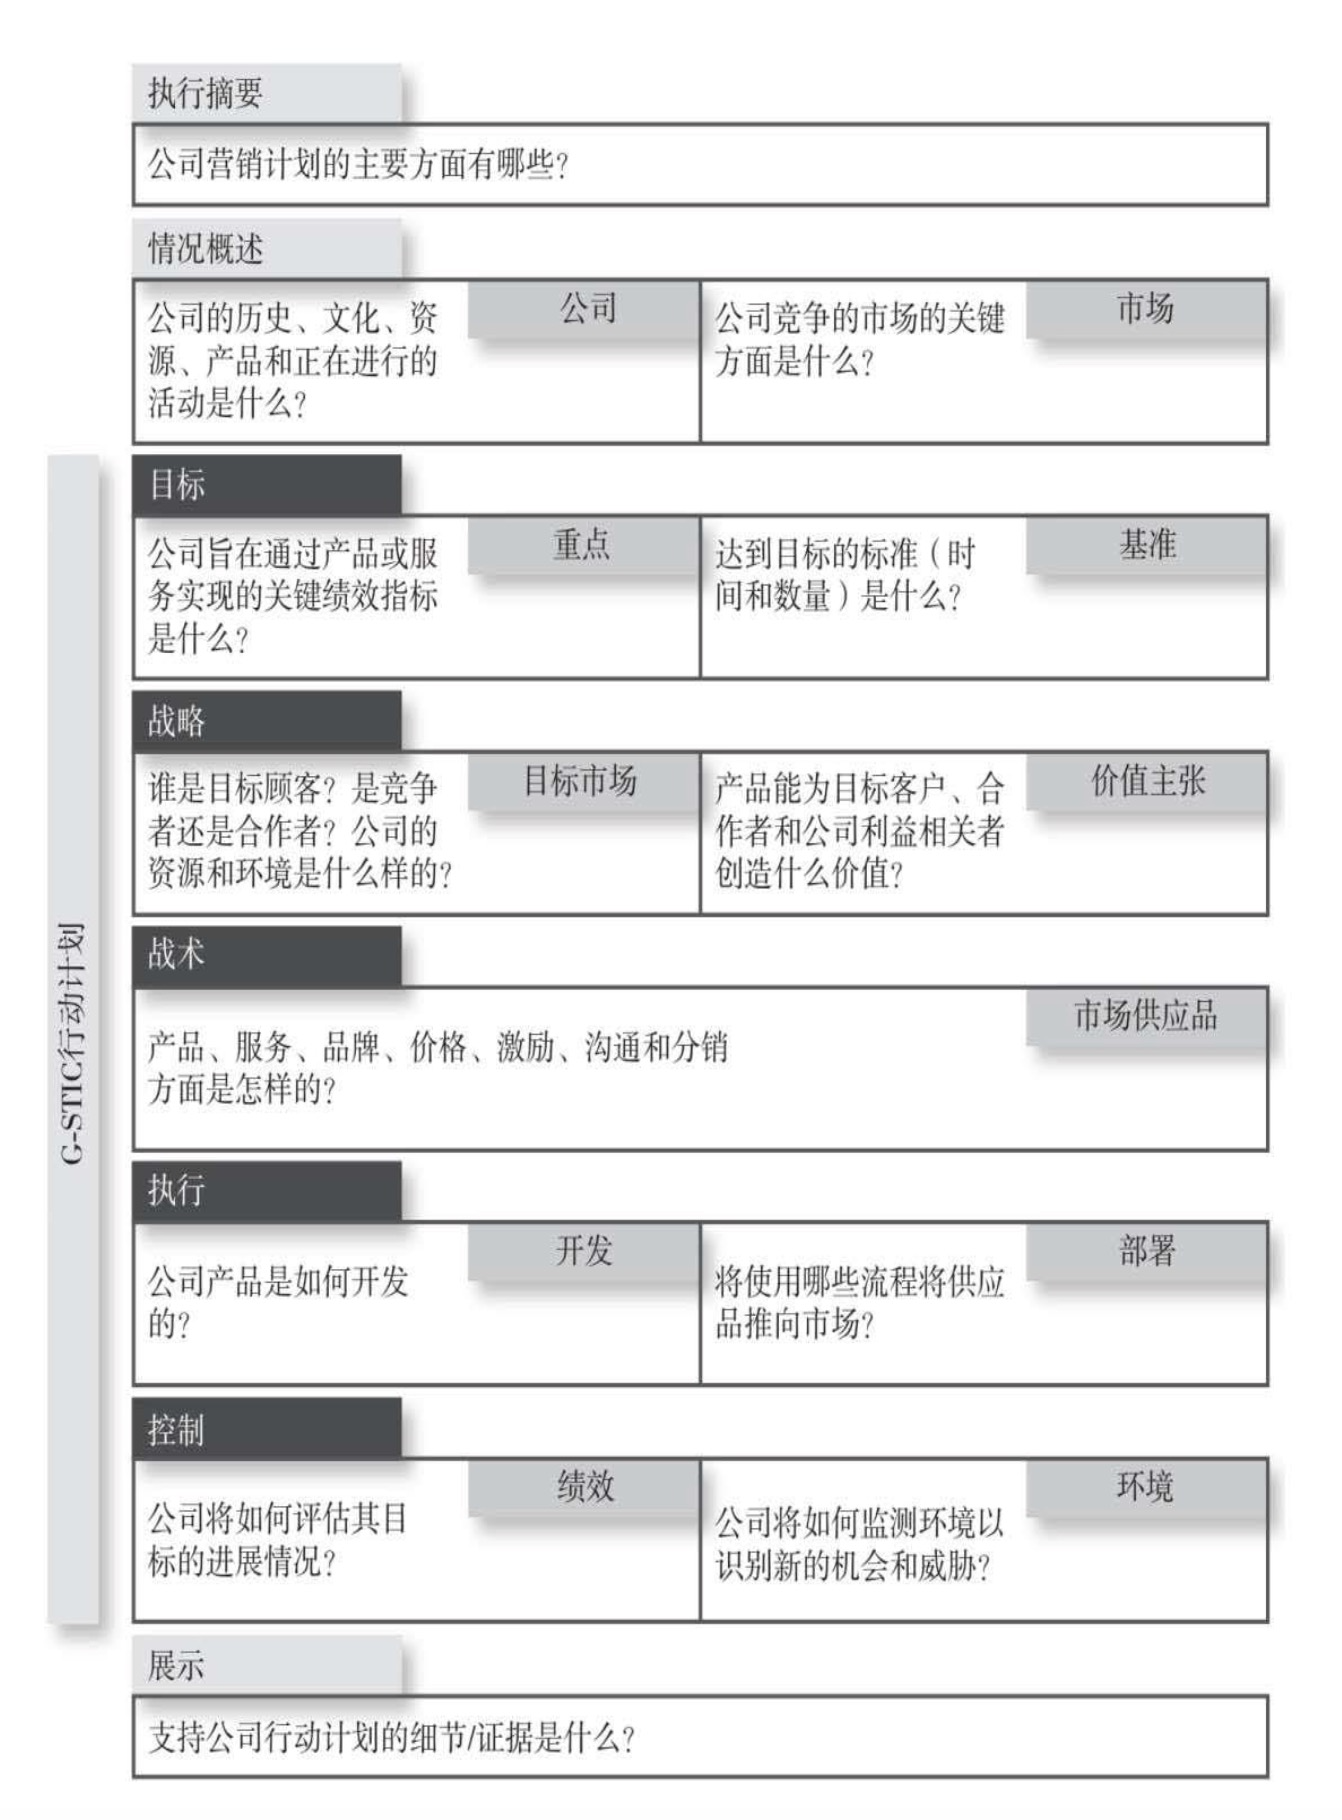 执行摘要
公司营销计划的主要方面有哪些?
情况概述
公司的历史、文化、资
源、产品和正在进行的
活动是什么?
公司
公司竞争的市场的关键
方面是什么?
市场
G-STIC行动计划
目标
公司旨在通过产品或服
务实现的关键绩效指标
是什么?
重点
达到目标的标准（时
间和数量）是什么?
基准
战略
谁是目标顾客? 是竞争
者还是合作者? 公司的
资源和环境是什么样的?
目标市场
产品能为目标客户、合
作者和公司利益相关者
创造什么价值?
价值主张
战术
产品、服务、品牌、价格、激励、沟通和分销
方面是怎样的?
市场供应品
执行
公司产品是如何开发
的?
开发
将使用哪些流程将供应
品推向市场?
部署
控制
公司将如何评估其目
标的进展情况?
绩效
公司将如何监测环境以
识别新的机会和威胁?
环境
展示
支持公司行动计划的细节/证据是什么?